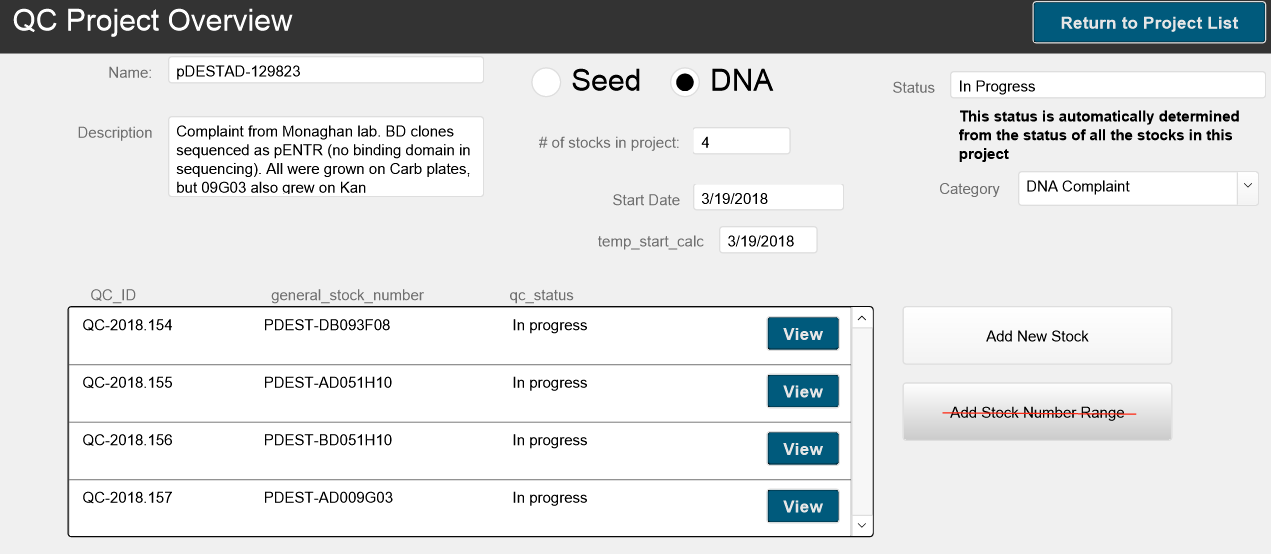 QC Project Overview
Return to Project List
Name:
pDESTAD-129823
Seed
DNA
Status
In Progress
This status is automatically determined
from the status of all the stocks in this
project
Description
Complaint from Monaghan lab. BD clones
sequenced as pENTR (no binding domain in
sequencing). All were grown on Carb plates,
but 09G03 also grew on Kan
# of stocks in project:
4
Category
DNA Complaint
Start Date
3/19/2018
temp_start_calc
3/19/2018
QC_ID general_stock_number qc_status
QC-2018.154 PDEST-DB093F08 In progress View
QC-2018.155 PDEST-AD051H10 In progress View
QC-2018.156 PDEST-BD051H10 In progress View
QC-2018.157 PDEST-AD009G03 In progress View
Add New Stock
Add Stock Number Range